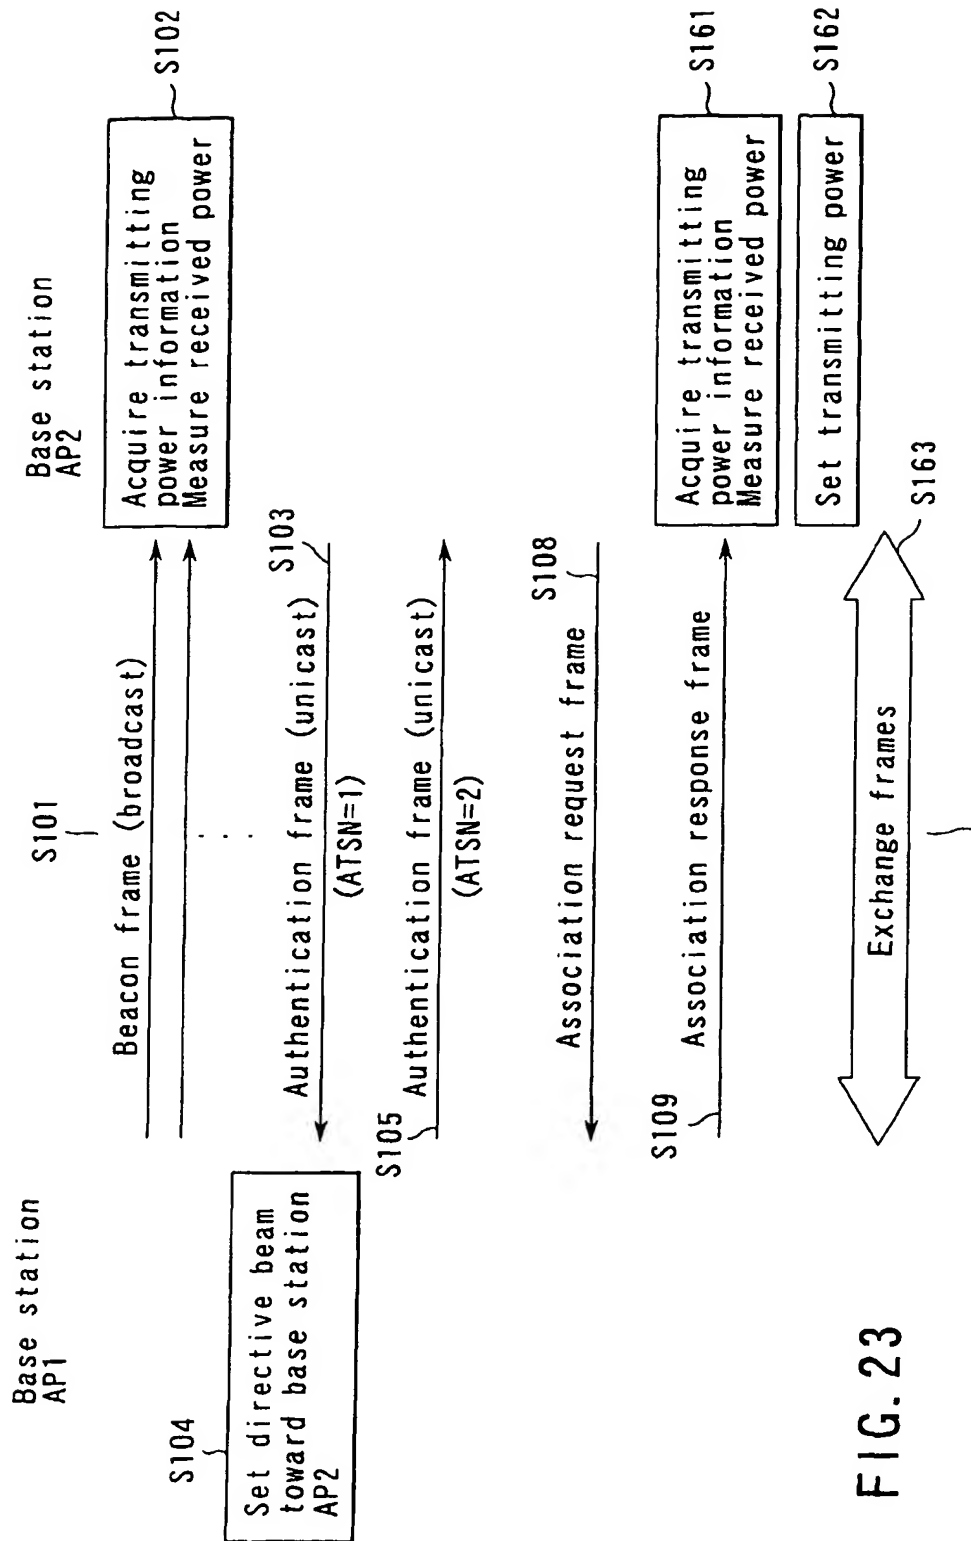 Base station
AP1
Base station
AP2
S101
Beacon frame (broadcast)
S102
Acquire transmitting
power information
Measure received power
S103
Authentication frame (unicast)
(ATSN=1)
S104
Set directive beam
toward base station
AP2
S105
Authentication frame (unicast)
(ATSN=2)
S108
Association request frame
S109
Association response frame
S161
Acquire transmitting
power information
Measure received power
S162
Set transmitting power
S163
Exchange frames
FIG. 23